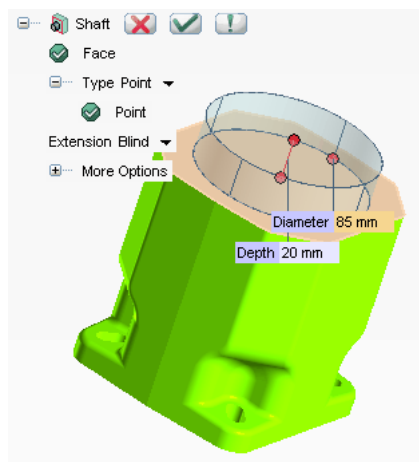 Shaft
Face
Type Point
Point
Extension Blind
More Options
Diameter 85 mm
Depth 20 mm